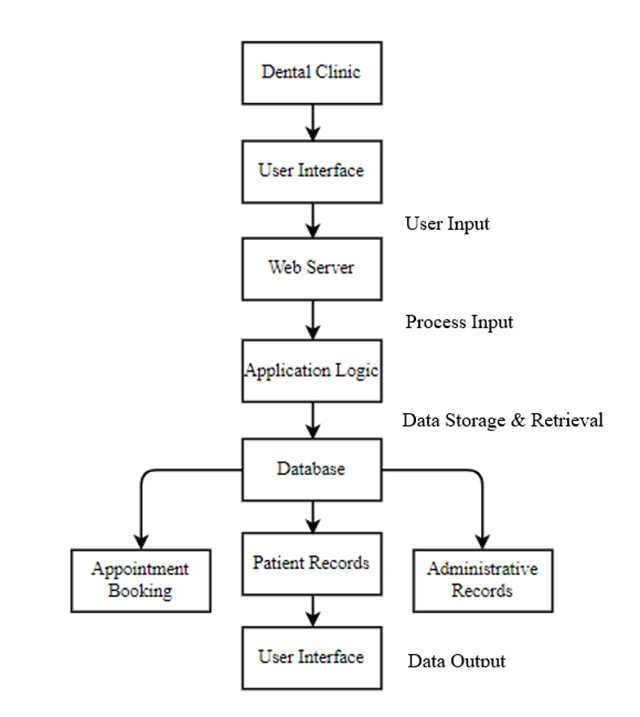 Dental Clinic
User Interface
User Input
Web Server
Process Input
Application Logic
Data Storage & Retrieval
Database
Appointment
Booking
Patient Records
Administrative
Records
User Interface
Data Output